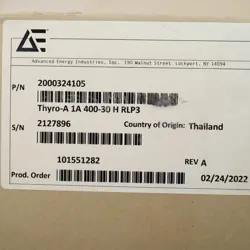 Advanced Energy Industries, Inc. 190 Walnut Street. Lockport, NY 14094
P/N 2000324105
Thyro-A 1A 400-30 H RLP3
S/N 2127896 Country of Origin: Thailand
101551282 REV A
Prod. Order 02/24/2022